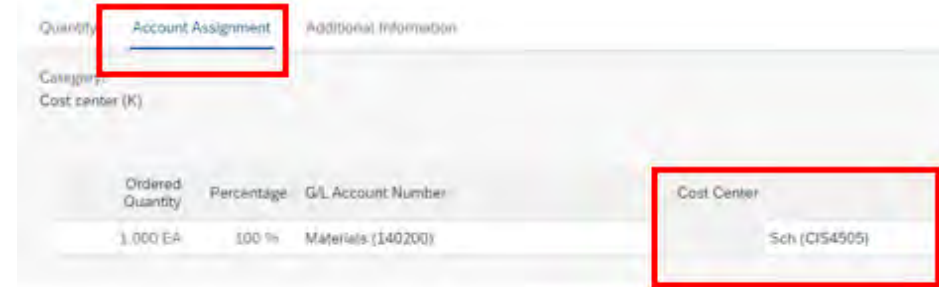 Quantity Account Assignment Additional Information
Category:
Cost center (K)
Ordered Quantity Percentage G/L Account Number Cost Center
1.000 EA 100 % Materials (140200) Sch (CIS4505)